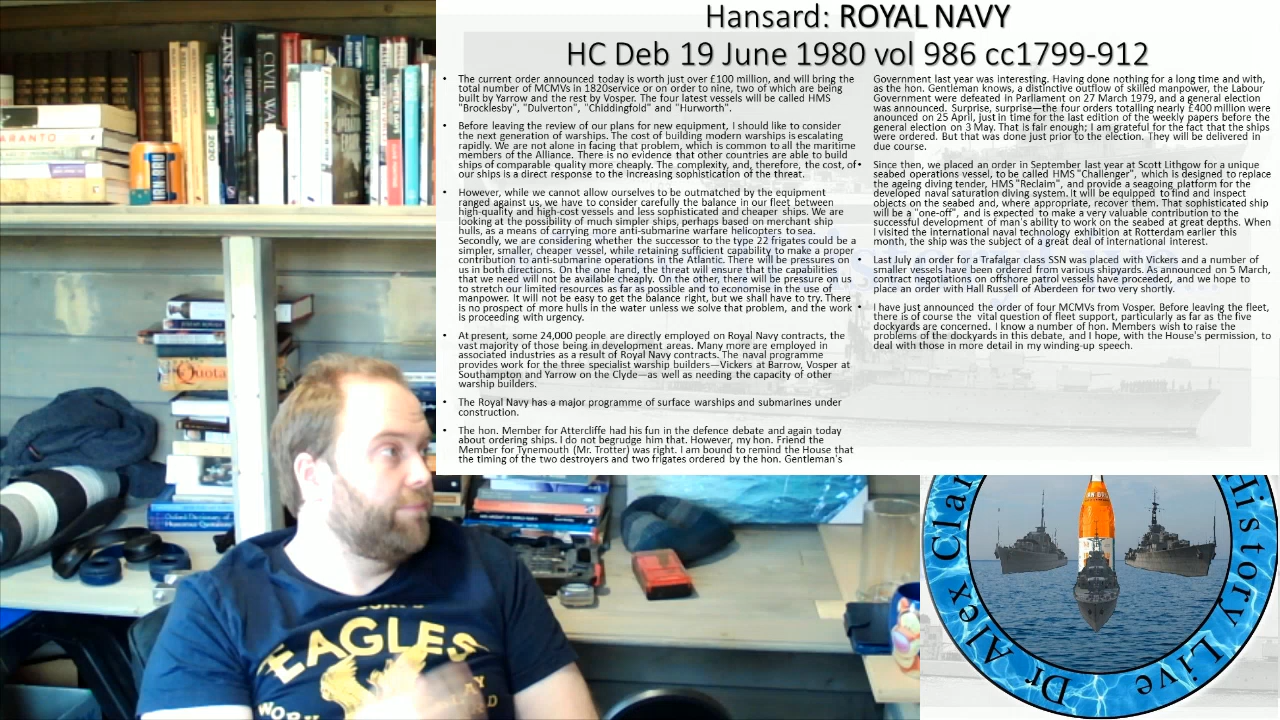 Hansard: ROYAL NAVY
HC Deb 19 June 1980 vol 986 cc1799-912
• The current order announced today is worth just over £100 million, and will bring the
total number of MCMVs in 1820service or on order to nine, two of which are being
built by Yarrow and the rest by Vosper. The four latest vessels will be called HMS
"Brocklesby", "Dulverton", "Chiddingfold" and "Hurworth".
• Before leaving the review of our plans for new equipment, I should like to consider
the next generation of warships. The cost of building modern warships is escalating
rapidly. We are not alone in facing that problem, which is common to all the maritime
members of the Alliance. There is no evidence that other countries are able to build
ships of comparable quality more cheaply. The complexity, and, therefore, the cost, of
our ships is a direct response to the increasing sophistication of the threat.
• However, while we cannot allow ourselves to be outmatched by the equipment
ranged against us, we have to consider carefully the balance in our fleet between
high-quality and high-cost vessels and less sophisticated and cheaper ships. We are
looking at the possibility of much simpler ships, perhaps based on merchant ship
hulls, as a means of carrying more anti-submarine warfare helicopters to sea.
Secondly, we are considering whether the successor to the type 22 frigates could be a
simpler, smaller, cheaper vessel, while retaining sufficient capability to make a proper
contribution to anti-submarine operations in the Atlantic. There will be pressures on
us in both directions. On the one hand, the threat will ensure that the capabilities
that we need will not be available cheaply. On the other, there will be pressure on us
to stretch our limited resources as far as possible and to economise in the use of
manpower. It will not be easy to get the balance right, but we shall have to try. There
is no prospect of more hulls in the water unless we solve that problem, and the work
is proceeding with urgency.
• At present, some 24,000 people are directly employed on Royal Navy contracts, the
vast majority of those being in development areas. Many more are employed in
associated industries as a result of Royal Navy contracts. The naval programme
provides work for the three specialist warship builders—Vickers at Barrow, Vosper at
Southampton and Yarrow on the Clyde—as well as needing the capacity of other
warship builders.
• The Royal Navy has a major programme of surface warships and submarines under
construction.
• The hon. Member for Attercliffe had his fun in the defence debate and again today
about ordering ships. I do not begrudge him that. However, my hon. Friend the
Member for Tynemouth (Mr. Trotter) was right. I am bound to remind the House that
the timing of the two destroyers and two frigates ordered by the hon. Gentleman's
Government last year was interesting. Having done nothing for a long time and with,
as the hon. Gentleman knows, a distinctive outflow of skilled manpower, the Labour
Government were defeated in Parliament on 27 March 1979, and a general election
was announced. Surprise, surprise—the four orders totalling nearly £400 million were
announced on 25 April, just in time for the last edition of the weekly papers before the
general election on 3 May. That is fair enough; I am grateful for the fact that the ships
were ordered. But that was done just prior to the election. They will be delivered in
due course.
• Since then, we placed an order in September last year at Scott Lithgow for a unique
seabed operations vessel, to be called HMS "Challenger", which is designed to replace
the ageing diving tender, HMS "Reclaim", and provide a seagoing platform for the
developed naval saturation diving system. It will be equipped to find and inspect
objects on the seabed and, where appropriate, recover them. That sophisticated ship
will be a "one-off", and is expected to make a very valuable contribution to the
successful development of man's ability to work on the seabed at great depths. When
I visited the international naval technology exhibition at Rotterdam earlier this
month, the ship was the subject of a great deal of international interest.
• Last July an order for a Trafalgar class SSN was placed with Vickers and a number of
smaller vessels have been ordered from various shipyards. As announced on 5 March,
contract negotiations on offshore patrol vessels have proceeded, and we hope to
place an order with Hall Russell of Aberdeen for two very shortly.
• I have just announced the order of four MCMVs from Vosper. Before leaving the fleet,
there is of course the vital question of fleet support, particularly as far as the five
dockyards are concerned. I know a number of hon. Members wish to raise the
problems of the dockyards in this debate, and I hope, with the House's permission, to
deal with those in more detail in my winding-up speech.
CIVIL WAR
2020
Quota
EAGLES
Dr Alex Clar
History Live